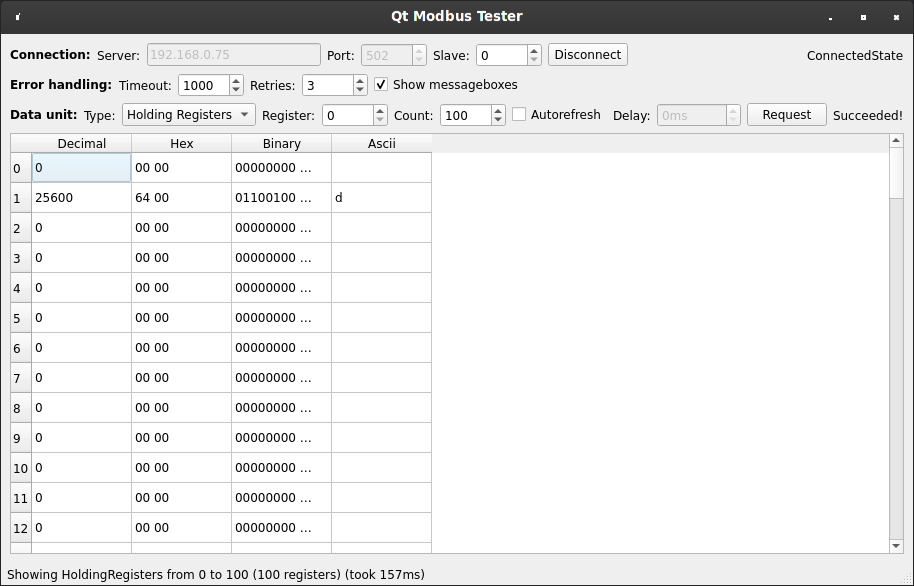 Qt Modbus Tester
Connection: Server: 192.168.0.75 Port: 502 Slave: 0 Disconnect ConnectedState
Error handling: Timeout: 1000 Retries: 3 Show messageboxes
Data unit: Type: Holding Registers Register: 0 Count: 100 Autorefresh Delay: 0ms Request Succeeded!
Decimal Hex Binary Ascii
0 0 00 00 00000000 ...
1 25600 64 00 01100100 ... d
2 0 00 00 00000000 ...
3 0 00 00 00000000 ...
4 0 00 00 00000000 ...
5 0 00 00 00000000 ...
6 0 00 00 00000000 ...
7 0 00 00 00000000 ...
8 0 00 00 00000000 ...
9 0 00 00 00000000 ...
10 0 00 00 00000000 ...
11 0 00 00 00000000 ...
12 0 00 00 00000000 ...
Showing HoldingRegisters from 0 to 100 (100 registers) (took 157ms)